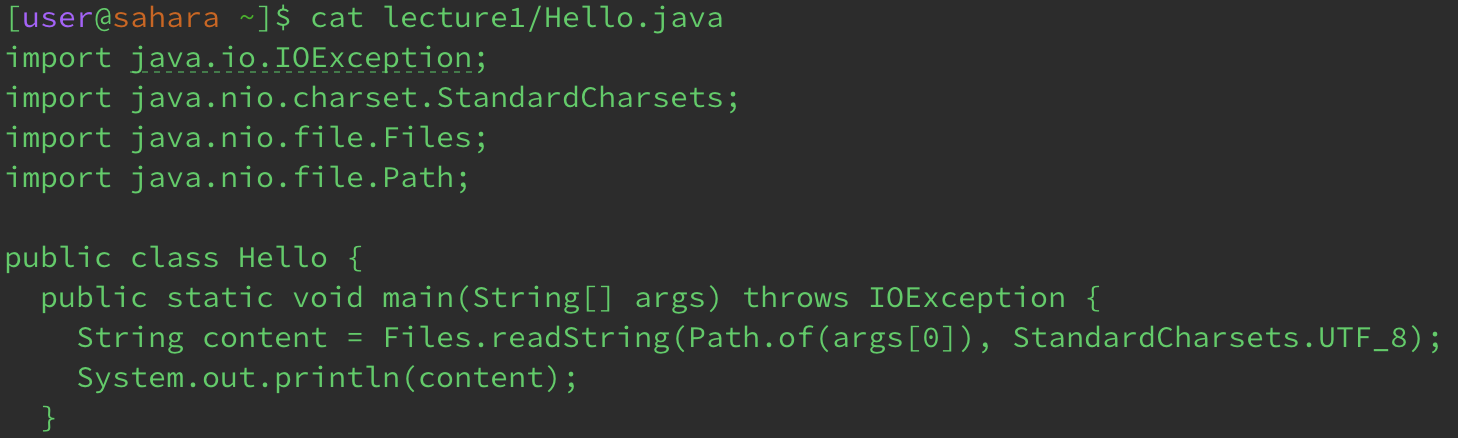 [user@sahara ~]$ cat lecture1/Hello.java
import java.io.IOException;
import java.nio.charset.StandardCharsets;
import java.nio.file.Files;
import java.nio.file.Path;

public class Hello {
  public static void main(String[] args) throws IOException {
    String content = Files.readString(Path.of(args[0]), StandardCharsets.UTF_8);
    System.out.println(content);
  }